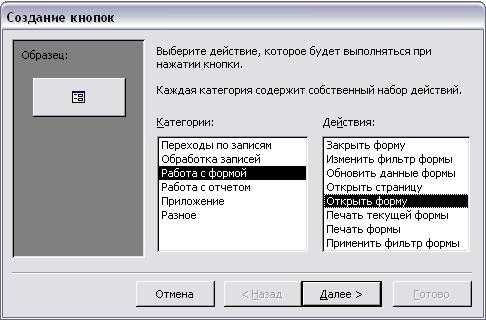 Создание кнопок
Образец:
Выберите действие, которое будет выполняться при
нажатии кнопки.
Каждая категория содержит собственный набор действий.
Категории:
Переходы по записям
Обработка записей
Работа с формой
Работа с отчетом
Приложение
Разное
Действия:
Закрыть форму
Изменить фильтр формы
Обновить данные формы
Открыть страницу
Открыть форму
Печать текущей формы
Печать формы
Применить фильтр формы
Отмена
< Назад
Далее >
Готово